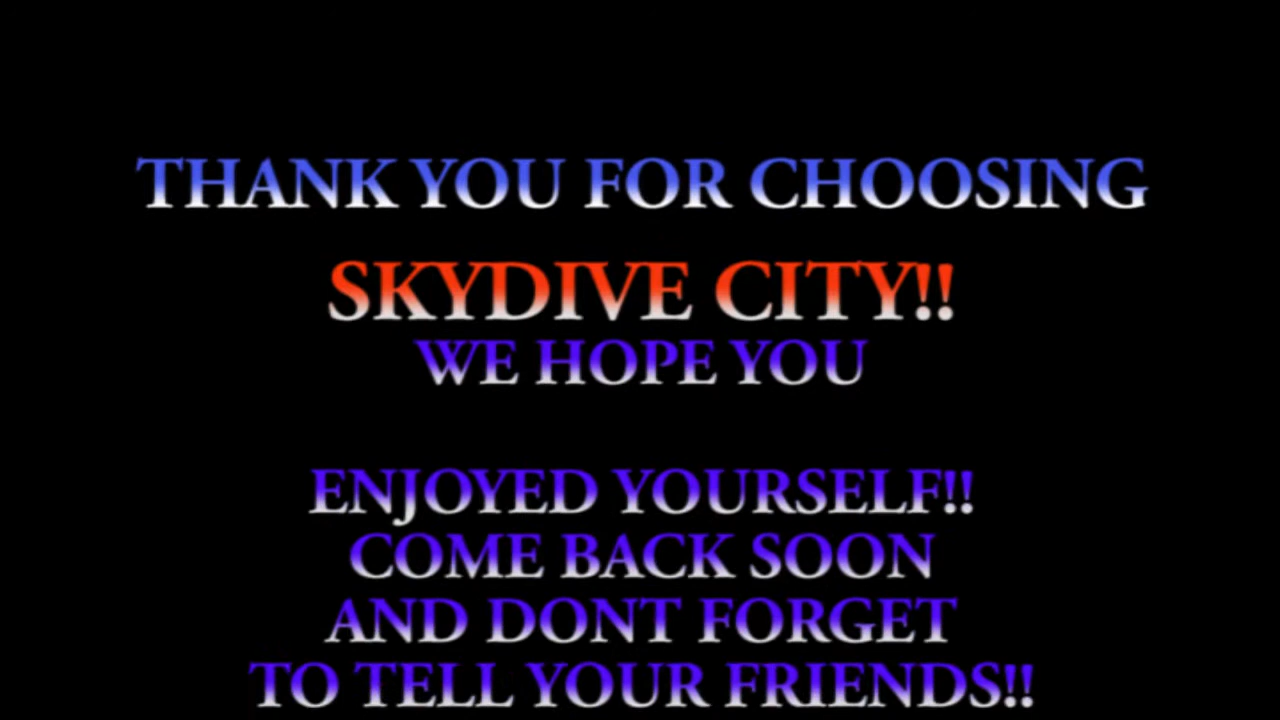 THANK YOU FOR CHOOSING
SKYDIVE CITY!!
WE HOPE YOU
ENJOYED YOURSELF!!
COME BACK SOON
AND DONT FORGET
TO TELL YOUR FRIENDS!!